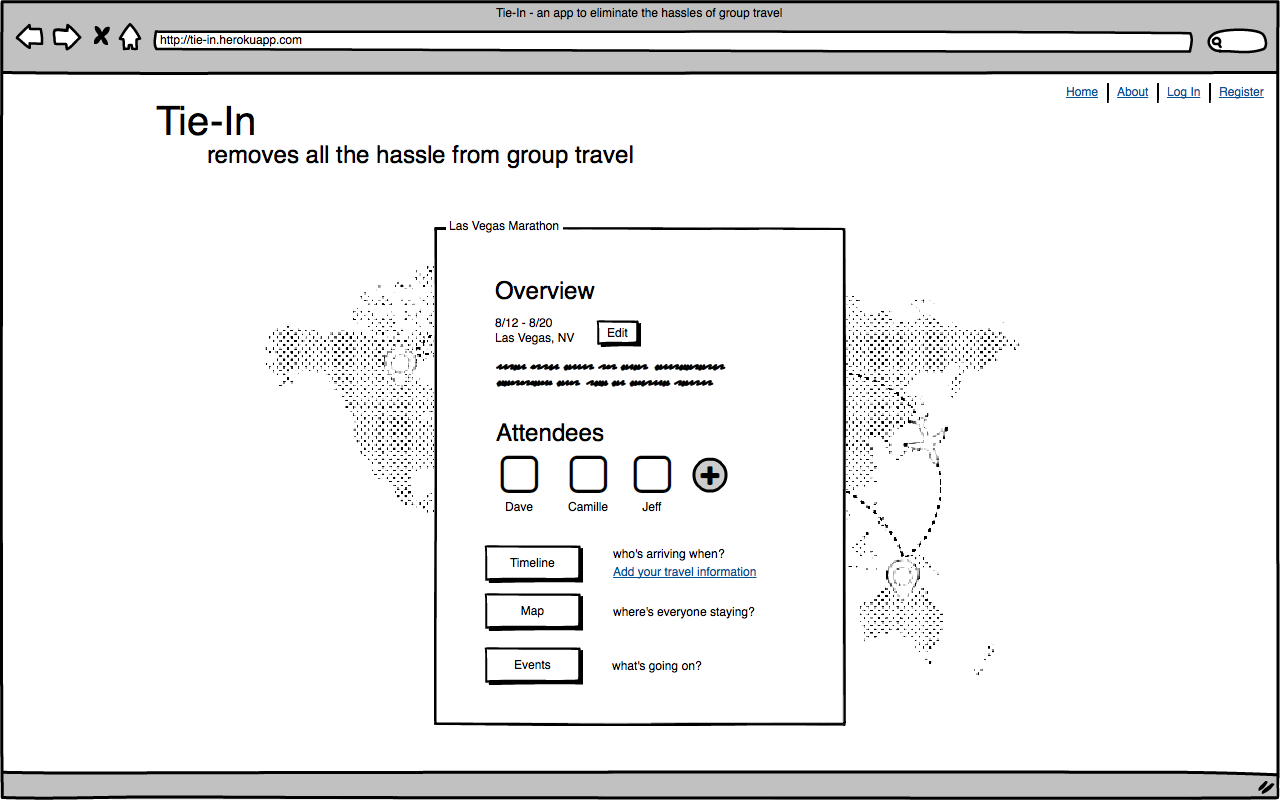 Tie-In - an app to eliminate the hassles of group travel
http://tie-in.herokuapp.com
Home About Log In Register
Tie-In
removes all the hassle from group travel
Las Vegas Marathon
Overview
8/12 - 8/20
Las Vegas, NV
Edit
Attendees
Dave Camille Jeff
Timeline
who's arriving when?
Add your travel information
Map
where's everyone staying?
Events
what's going on?